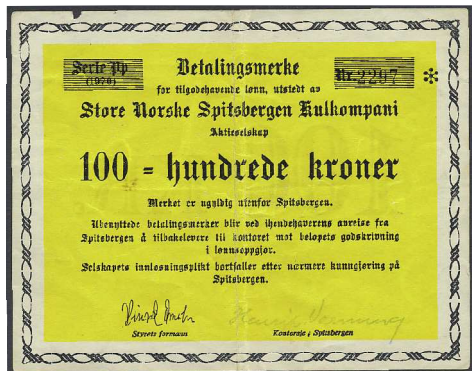 Serie Pp
(1970)
Betalingsmerke
Nr. 2297 *
for tilgodehavende lønn, utstedt av
Store Norske Spitsbergen Kulkompani
Aktieselskap
100 = hundrede kroner
Merket er ugyldig utenfor Spitsbergen.
Ubenyttede betalingsmerker blir ved ihendehaverens avreise fra
Spitsbergen å tilbakelevere til kontoret mot beløpets godskrivning
i lønnsoppgjør.
Selskapets innløsningsplikt bortfaller etter nærmere kunngjøring på
Spitsbergen.
Styrets formann
Kontorsje i Spitsbergen